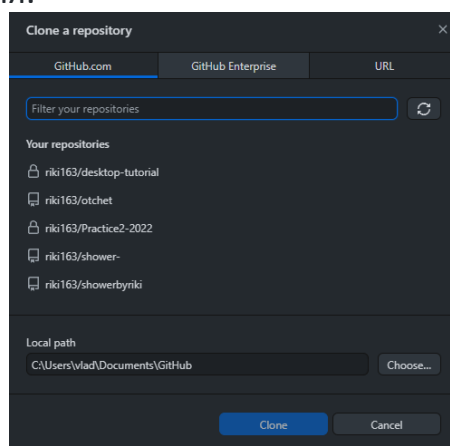 Clone a repository
GitHub.com
GitHub Enterprise
URL
Filter your repositories
Your repositories
riki163/desktop-tutorial
riki163/otchet
riki163/Practice2-2022
riki163/shower-
riki163/showerbyriki
Local path
C:\Users\vlad\Documents\GitHub
Choose...
Clone
Cancel